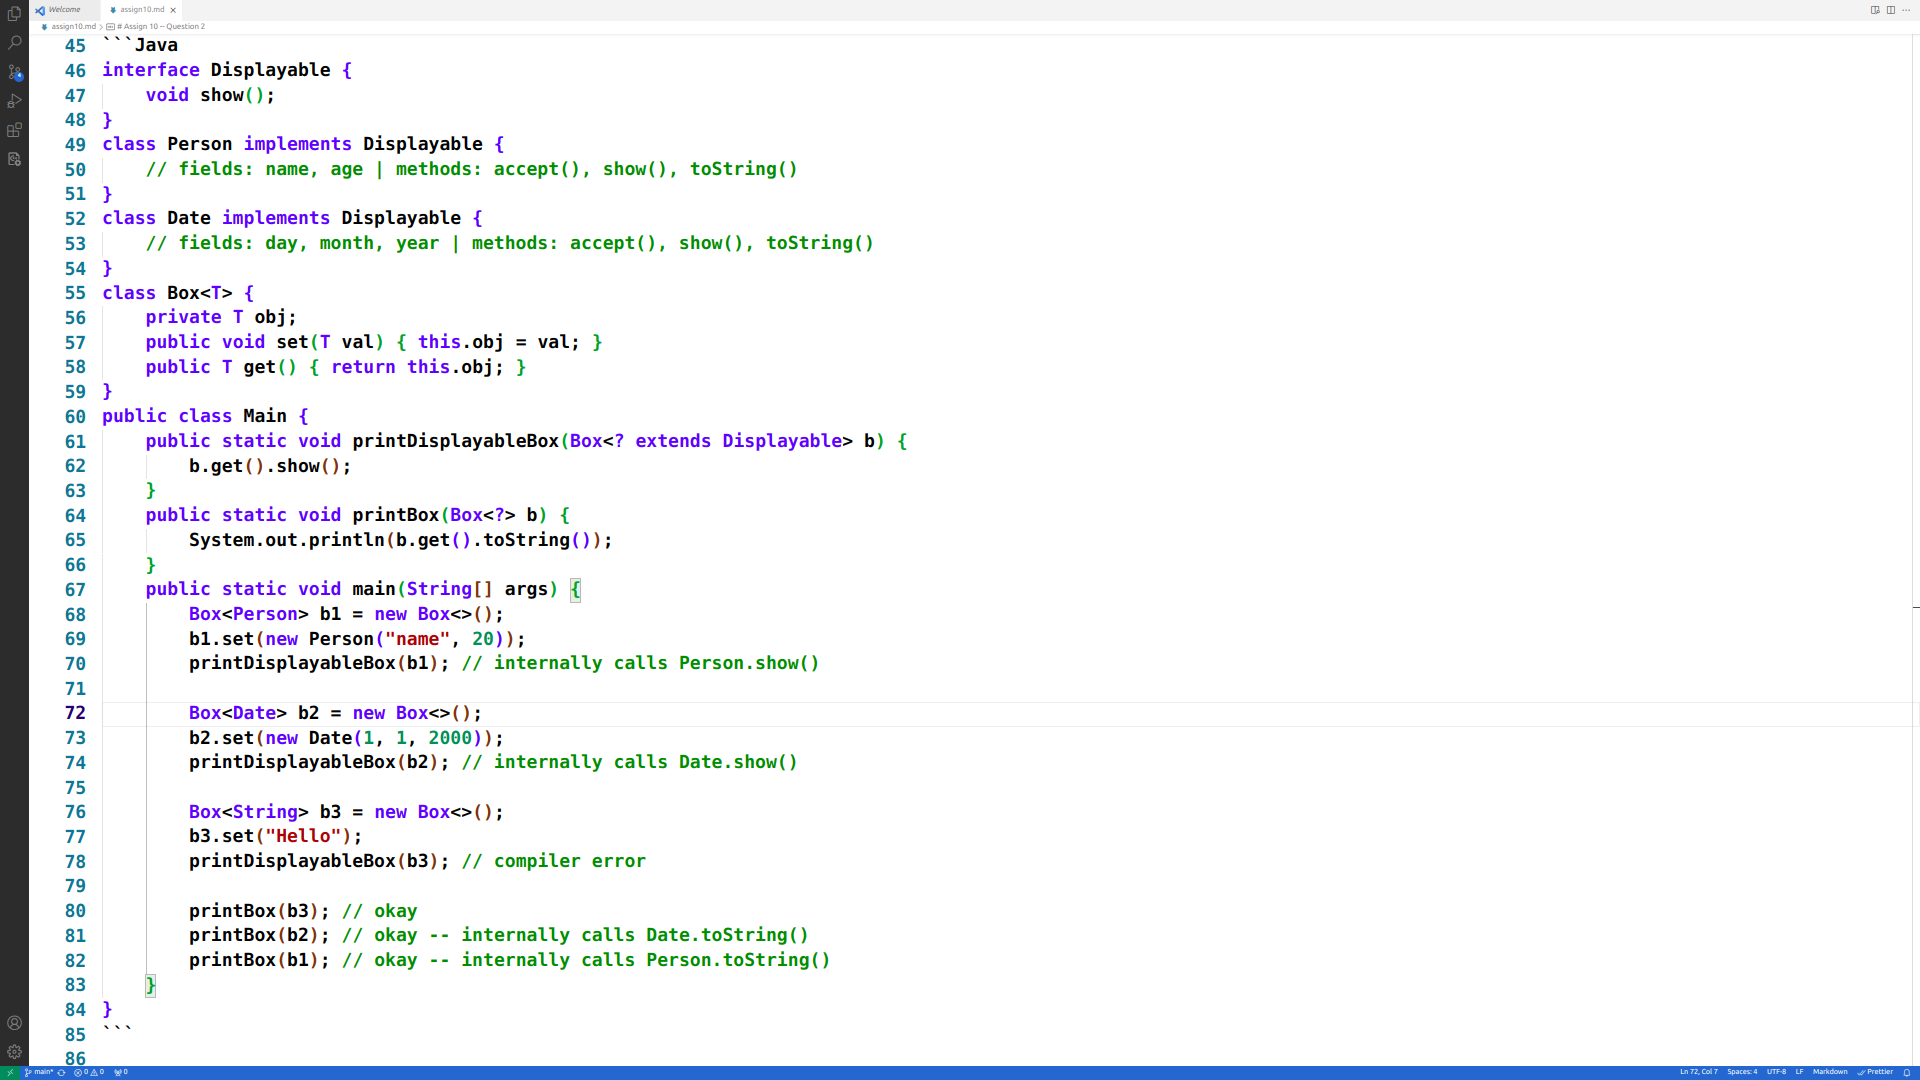 Welcome
assign10.md
assign10.md > # Assign 10 -- Question 2
45 ```Java
46 interface Displayable {
47 void show();
48 }
49 class Person implements Displayable {
50 // fields: name, age | methods: accept(), show(), toString()
51 }
52 class Date implements Displayable {
53 // fields: day, month, year | methods: accept(), show(), toString()
54 }
55 class Box<T> {
56 private T obj;
57 public void set(T val) { this.obj = val; }
58 public T get() { return this.obj; }
59 }
60 public class Main {
61 public static void printDisplayableBox(Box<? extends Displayable> b) {
62 b.get().show();
63 }
64 public static void printBox(Box<?> b) {
65 System.out.println(b.get().toString());
66 }
67 public static void main(String[] args) {
68 Box<Person> b1 = new Box<>();
69 b1.set(new Person("name", 20));
70 printDisplayableBox(b1); // internally calls Person.show()
71
72 Box<Date> b2 = new Box<>();
73 b2.set(new Date(1, 1, 2000));
74 printDisplayableBox(b2); // internally calls Date.show()
75
76 Box<String> b3 = new Box<>();
77 b3.set("Hello");
78 printDisplayableBox(b3); // compiler error
79
80 printBox(b3); // okay
81 printBox(b2); // okay -- internally calls Date.toString()
82 printBox(b1); // okay -- internally calls Person.toString()
83 }
84 }
85 ```
86
main* 0 0 0 Ln 72, Col 7 Spaces: 4 UTF-8 LF Markdown Prettier